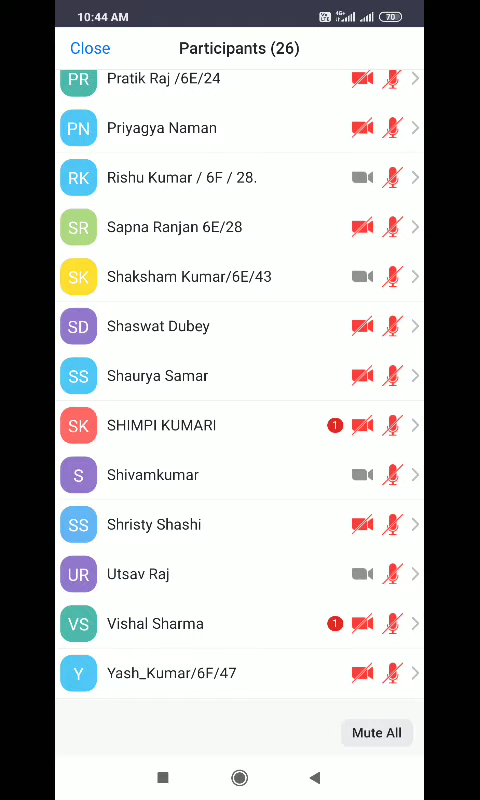 10:44 AM 4G+ 70
Close Participants (26)
PR Pratik Raj /6E/24
PN Priyagya Naman
RK Rishu Kumar / 6F / 28.
SR Sapna Ranjan 6E/28
SK Shaksham Kumar/6E/43
SD Shaswat Dubey
SS Shaurya Samar
SK SHIMPI KUMARI 1
S Shivamkumar
SS Shristy Shashi
UR Utsav Raj
VS Vishal Sharma 1
Y Yash_Kumar/6F/47
Mute All